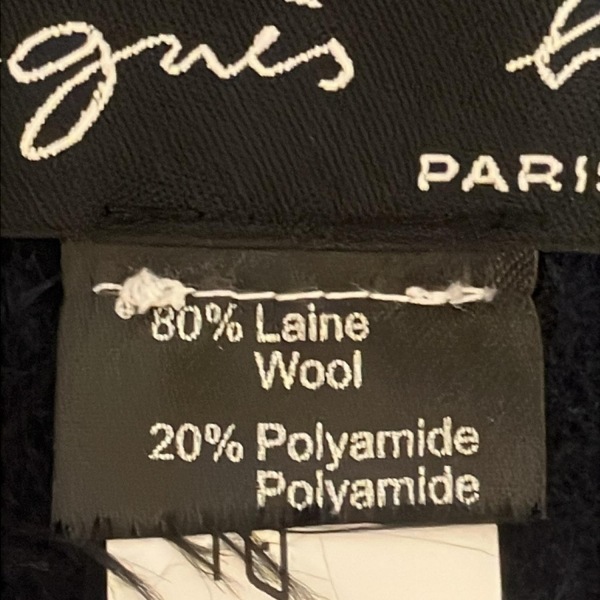 gnès b
PARIS
80% Laine
Wool
20% Polyamide
Polyamide